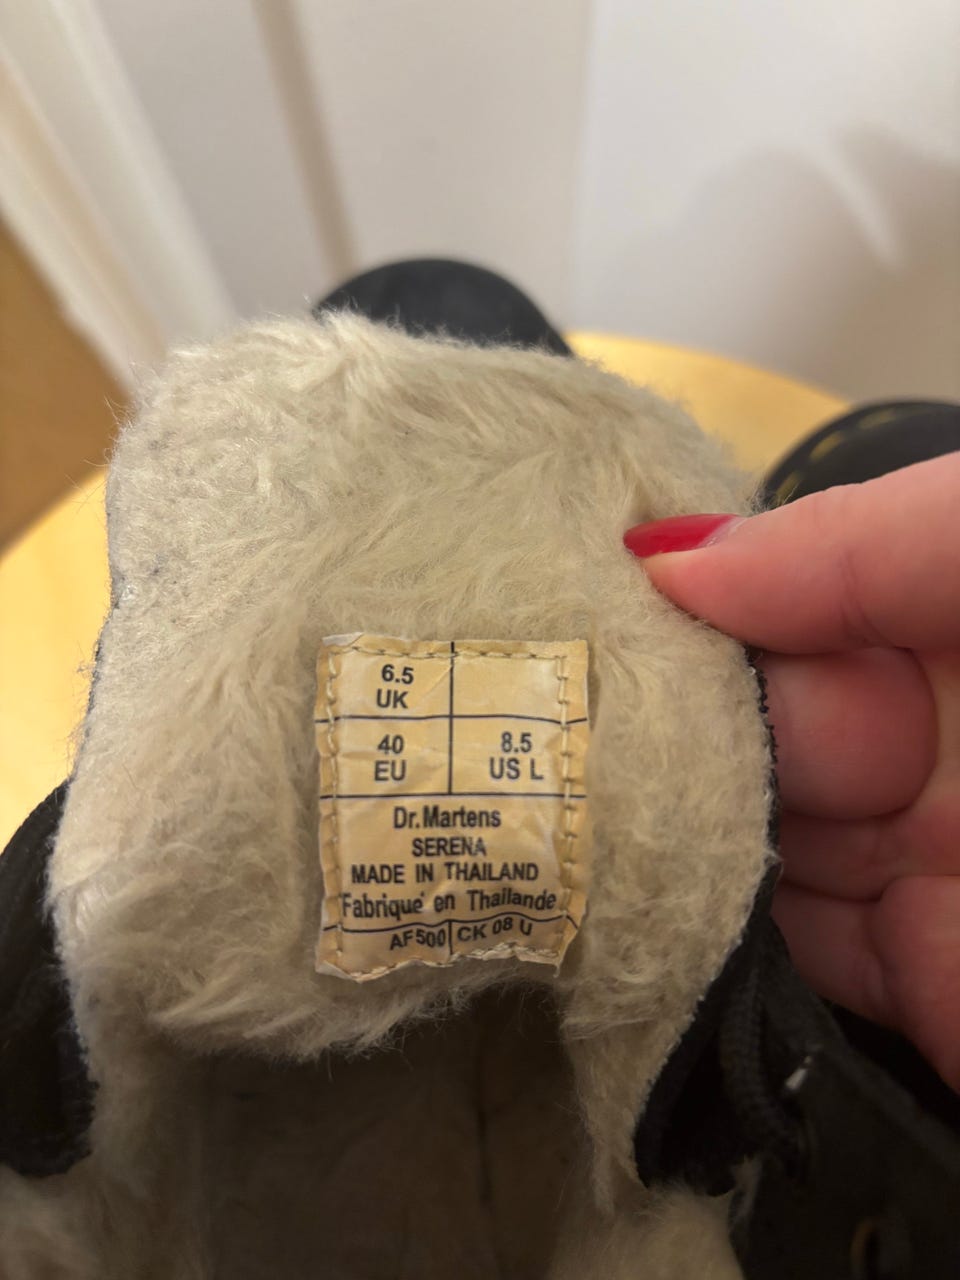 6.5
UK
40
EU
8.5
US L
Dr.Martens
SERENA
MADE IN THAILAND
Fabrique' en Thailande
AF500 CK 08 U